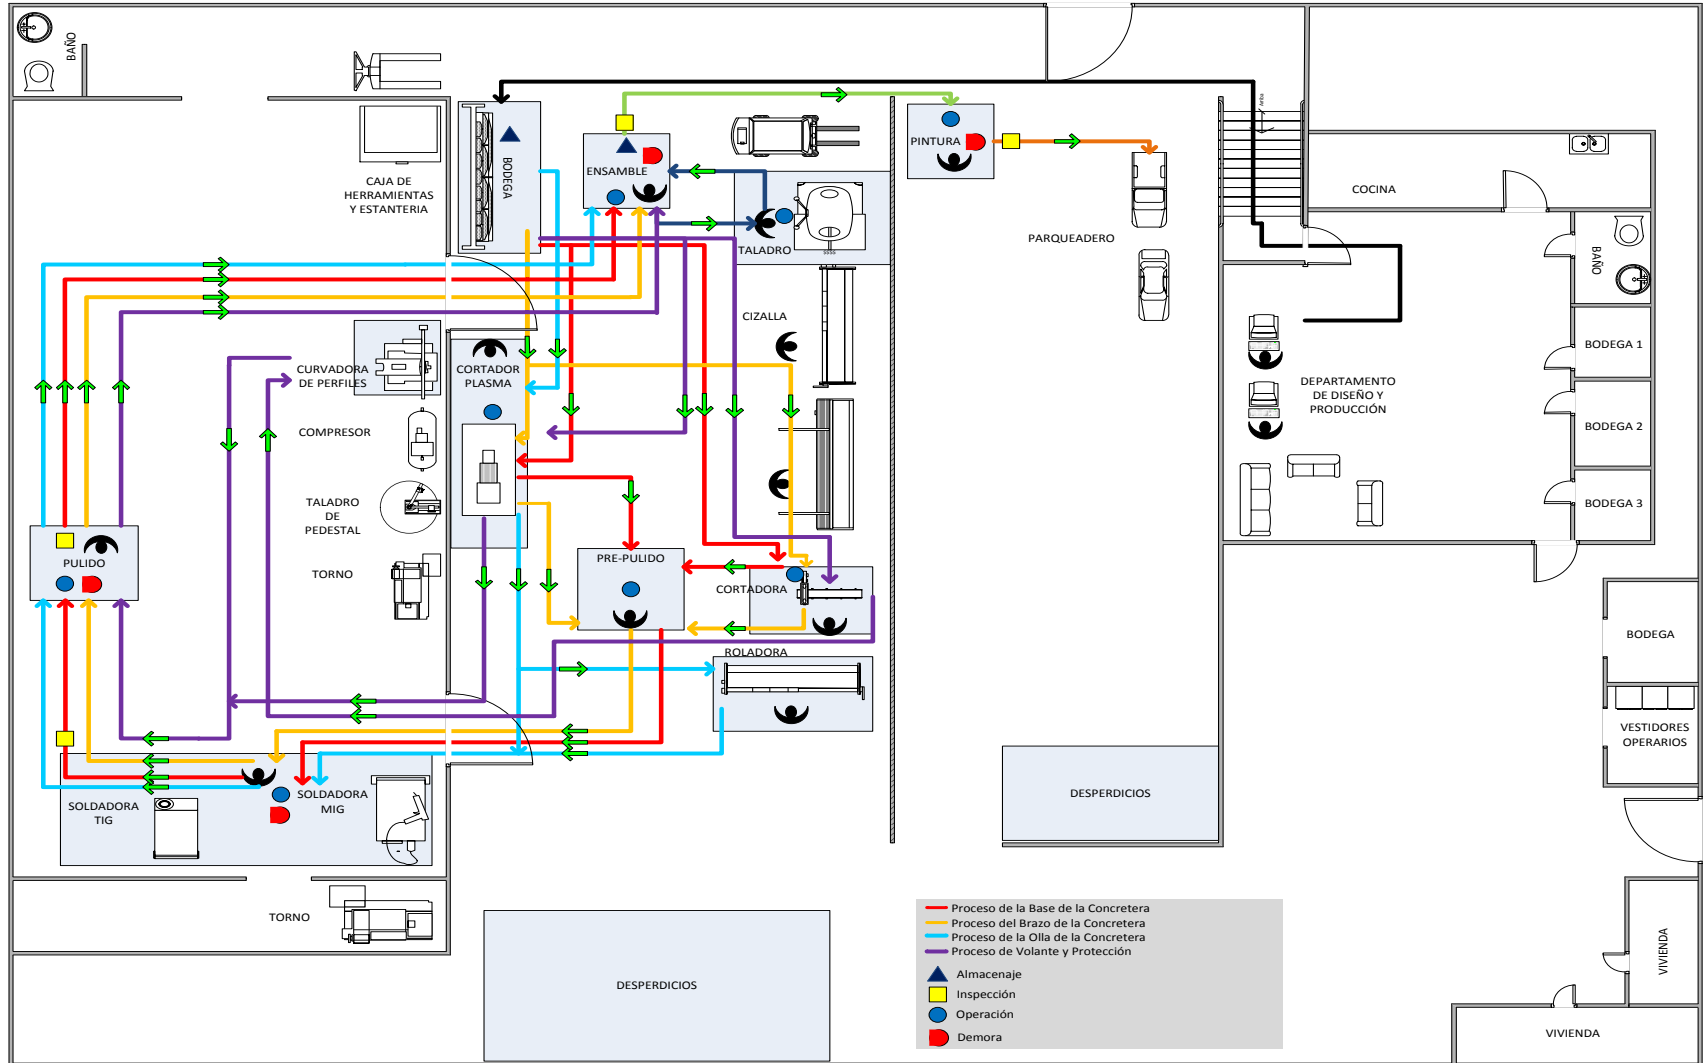 BAÑO
Arriba
CAJA DE
HERRAMIENTAS
Y ESTANTERIA
BODEGA
ENSAMBLE
TALADRO
PINTURA
PARQUEADERO
COCINA
BAÑO
CIZALLA
CURVADORA
DE PERFILES
CORTADOR
PLASMA
BODEGA 1
DEPARTAMENTO
DE DISEÑO Y
PRODUCCIÓN
COMPRESOR
BODEGA 2
TALADRO
DE
PEDESTAL
BODEGA 3
PULIDO
TORNO
PRE-PULIDO
CORTADORA
BODEGA
ROLADORA
VESTIDORES
OPERARIOS
SOLDADORA
TIG
SOLDADORA
MIG
DESPERDICIOS
TORNO
DESPERDICIOS
Proceso de la Base de la Concretera
Proceso del Brazo de la Concretera
Proceso de la Olla de la Concretera
Proceso de Volante y Protección
Almacenaje
Inspección
Operación
Demora
VIVIENDA
VIVIENDA